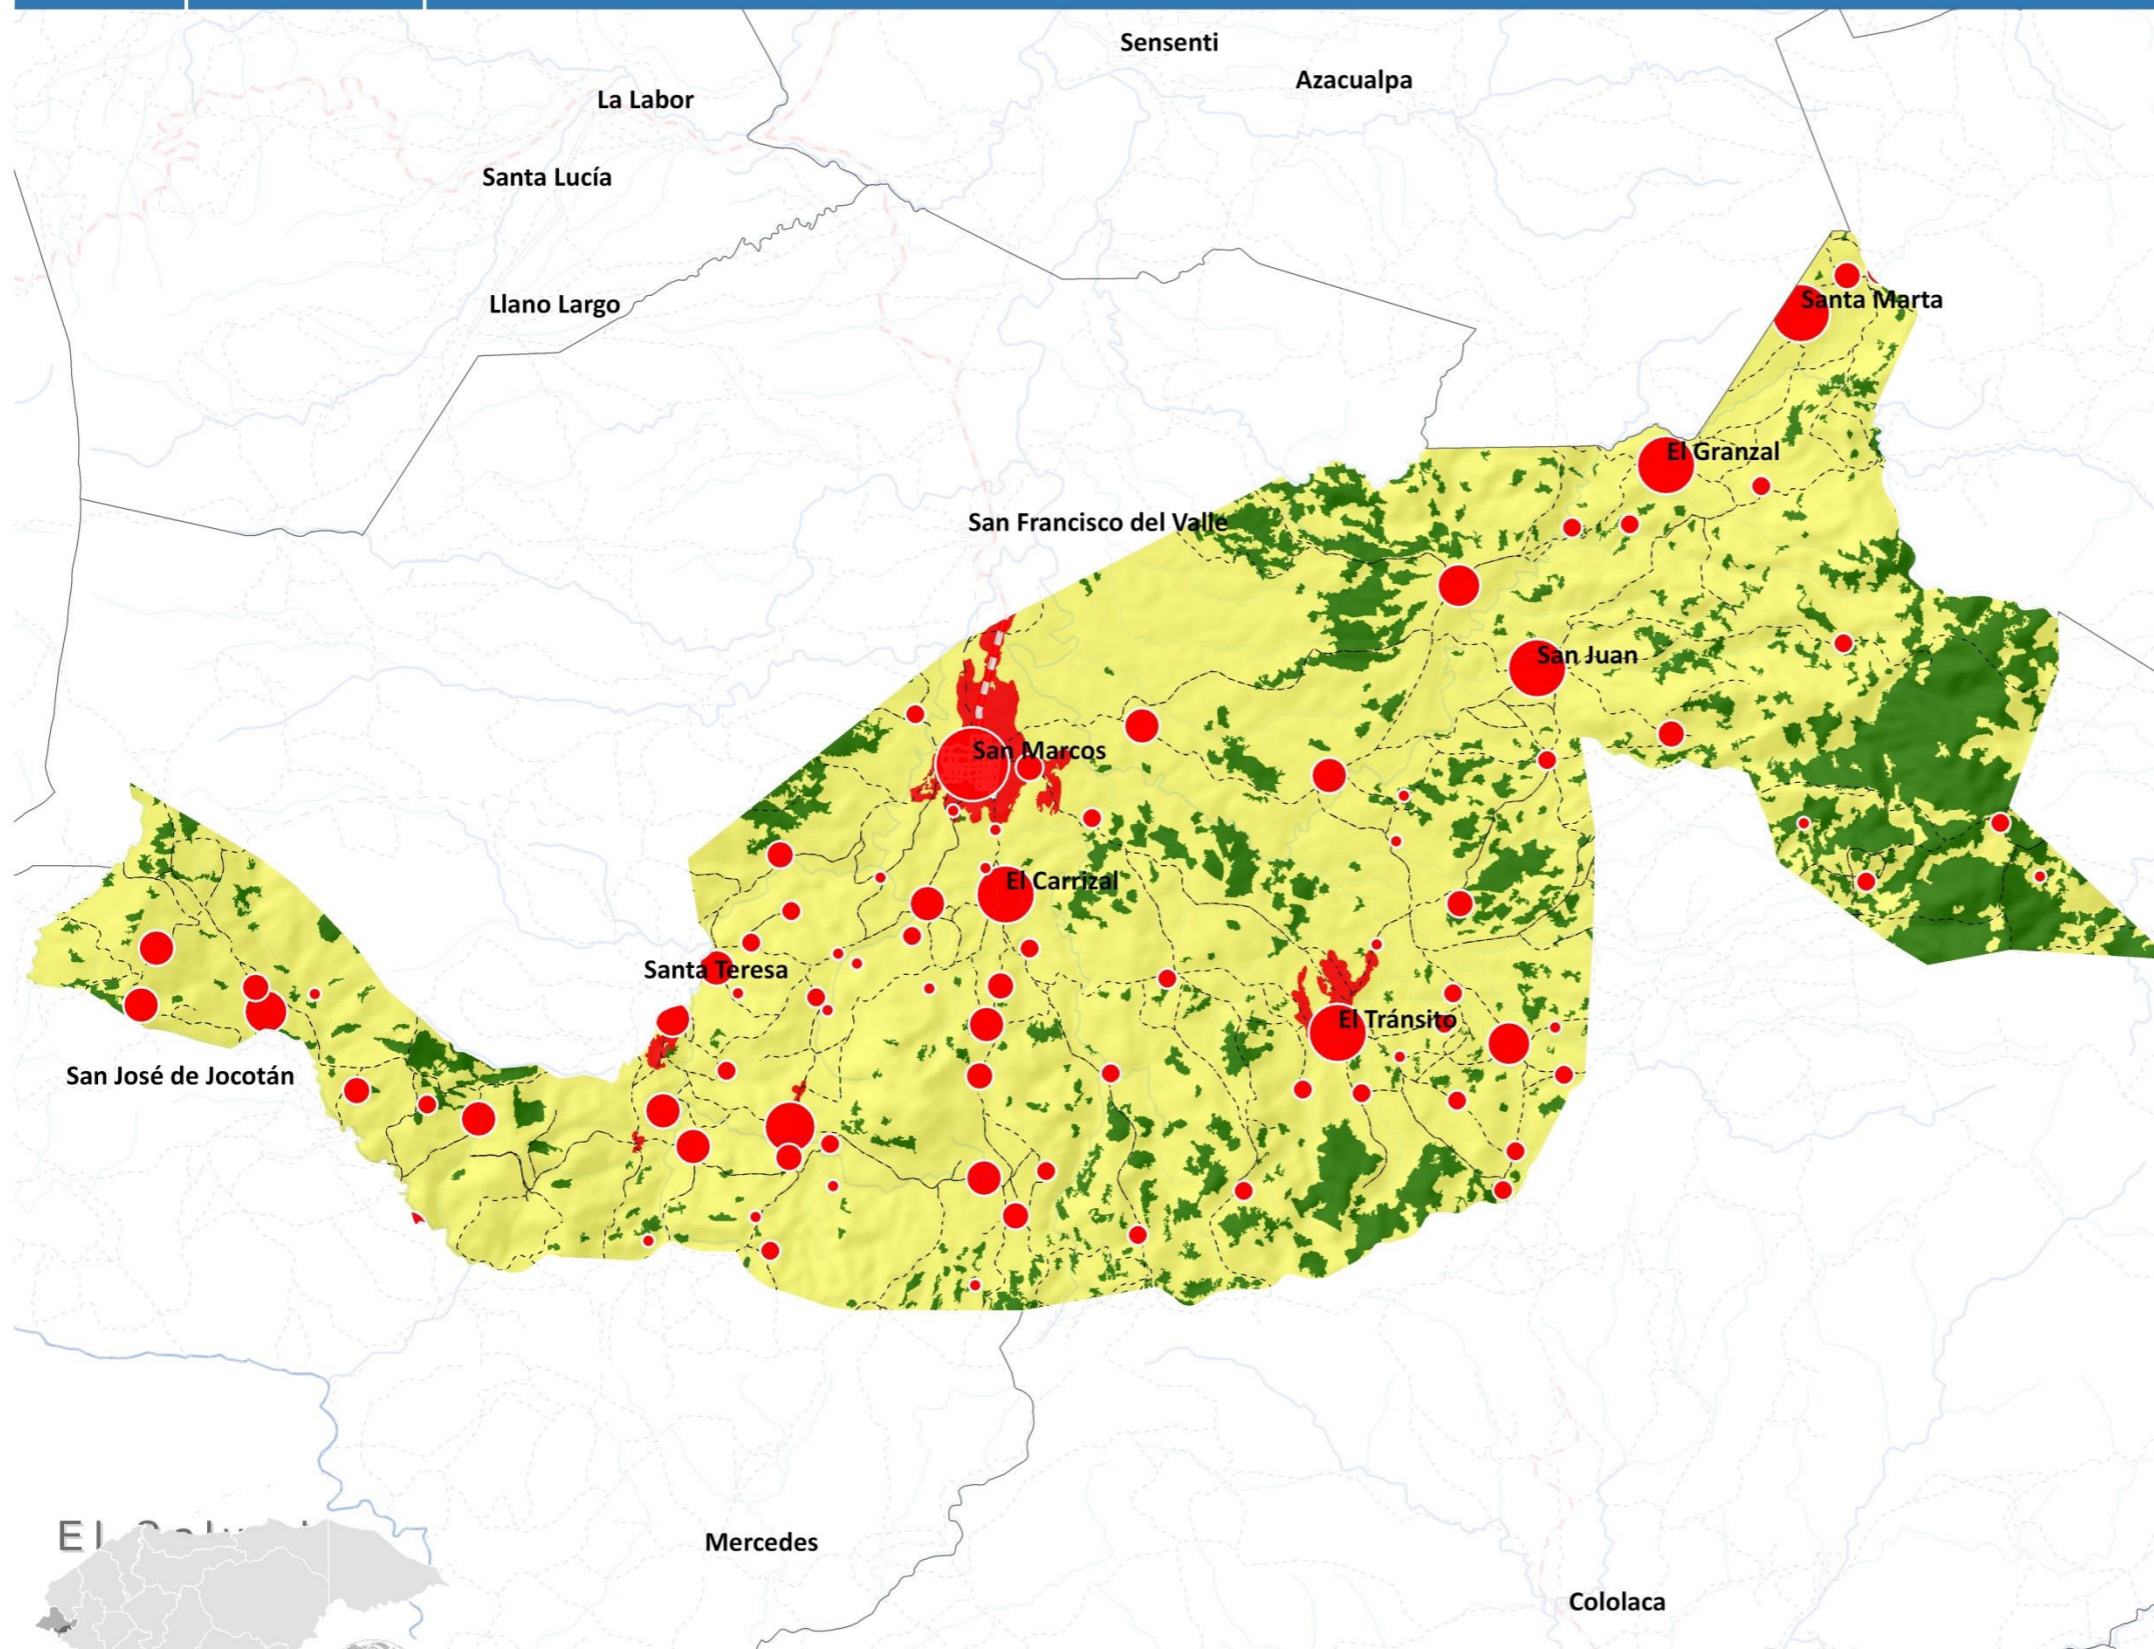 Sensenti
Azacualpa
La Labor
Santa Lucía
Santa Marta
Llano Largo
El Granzal
San Francisco del Valle
San Juan
San Marcos
El Carrizal
Santa Teresa
El Tránsito
San José de Jocotán
El
Mercedes
Cololaca